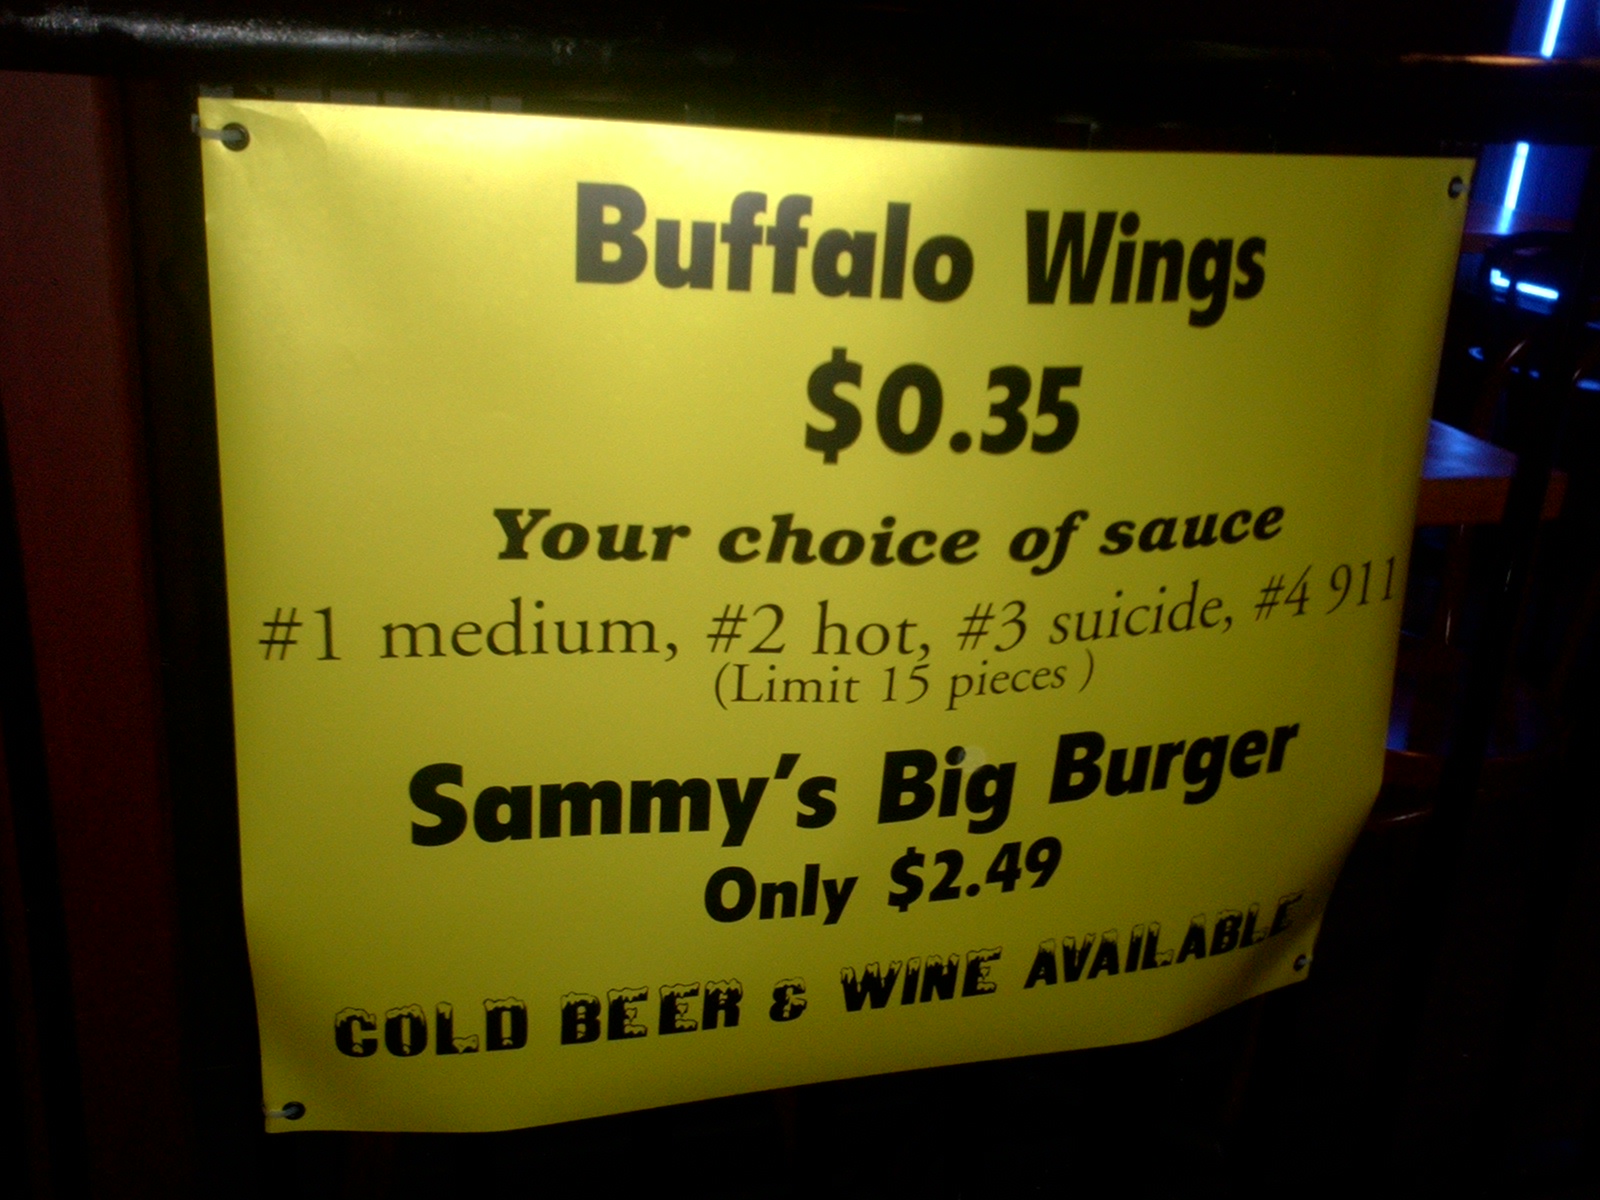 Buffalo Wings
$0.35
Your choice of sauce
#1 medium, #2 hot, #3 suicide, #4 911
(Limit 15 pieces )
Sammy's Big Burger
Only $2.49
COLD BEER & WINE AVAILABLE